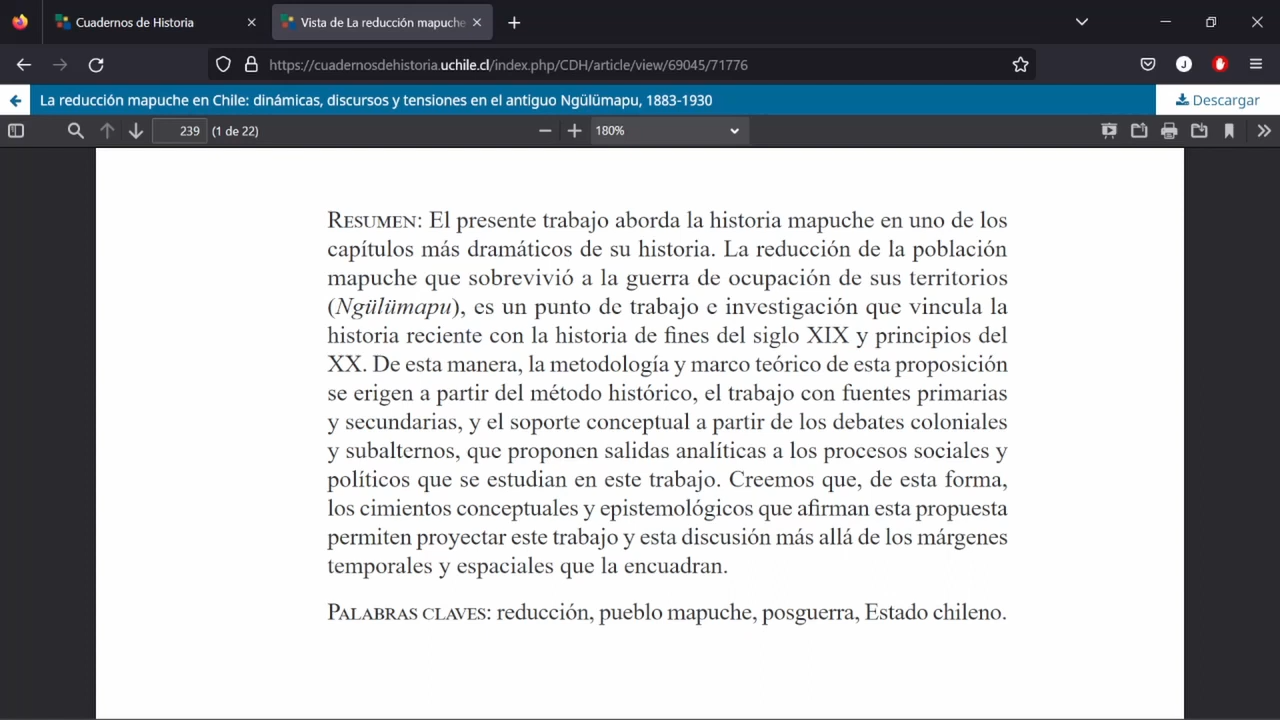 Cuadernos de Historia
Vista de La reducción mapuche
https://cuadernosdehistoria.uchile.cl/index.php/CDH/article/view/69045/71776
J
La reducción mapuche en Chile: dinámicas, discursos y tensiones en el antiguo Ngülümapu, 1883-1930
Descargar
239 (1 de 22)
180%
RESUMEN: El presente trabajo aborda la historia mapuche en uno de los
capítulos más dramáticos de su historia. La reducción de la población
mapuche que sobrevivió a la guerra de ocupación de sus territorios
(Ngülümapu), es un punto de trabajo e investigación que vincula la
historia reciente con la historia de fines del siglo XIX y principios del
XX. De esta manera, la metodología y marco teórico de esta proposición
se erigen a partir del método histórico, el trabajo con fuentes primarias
y secundarias, y el soporte conceptual a partir de los debates coloniales
y subalternos, que proponen salidas analíticas a los procesos sociales y
políticos que se estudian en este trabajo. Creemos que, de esta forma,
los cimientos conceptuales y epistemológicos que afirman esta propuesta
permiten proyectar este trabajo y esta discusión más allá de los márgenes
temporales y espaciales que la encuadran.
PALABRAS CLAVES: reducción, pueblo mapuche, posguerra, Estado chileno.